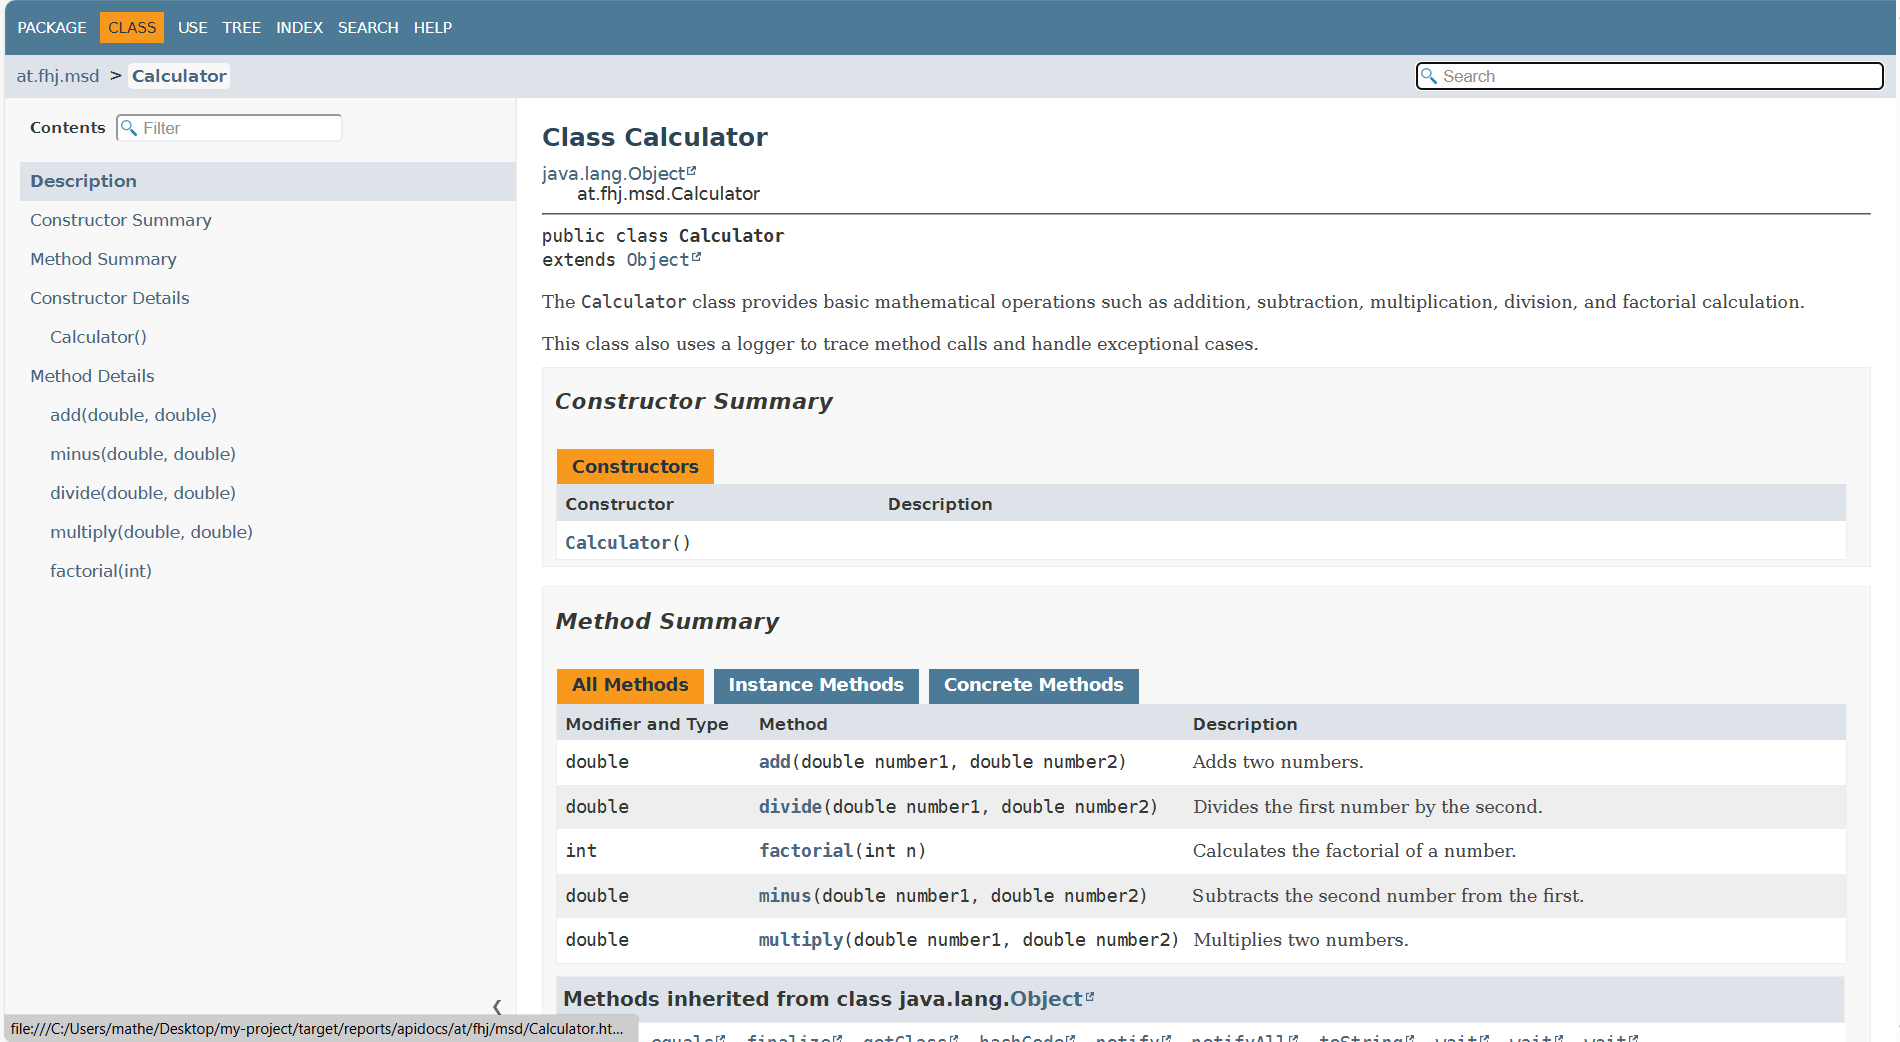 PACKAGE CLASS USE TREE INDEX SEARCH HELP
at.fhj.msd > Calculator
Search
Contents
Filter
Description
Constructor Summary
Method Summary
Constructor Details
Calculator()
Method Details
add(double, double)
minus(double, double)
divide(double, double)
multiply(double, double)
factorial(int)
Class Calculator
java.lang.Object
at.fhj.msd.Calculator
public class Calculator
extends Object
The Calculator class provides basic mathematical operations such as addition, subtraction, multiplication, division, and factorial calculation.
This class also uses a logger to trace method calls and handle exceptional cases.
Constructor Summary
Constructors
Constructor Description
Calculator()
Method Summary
All Methods Instance Methods Concrete Methods
Modifier and Type Method Description
double add(double number1, double number2) Adds two numbers.
double divide(double number1, double number2) Divides the first number by the second.
int factorial(int n) Calculates the factorial of a number.
double minus(double number1, double number2) Subtracts the second number from the first.
double multiply(double number1, double number2) Multiplies two numbers.
Methods inherited from class java.lang.Object
equals, finalize, getClass, hashCode, notify, notifyAll, toString, wait, wait, wait
file:///C:/Users/mathe/Desktop/my-project/target/reports/apidocs/at/fhj/msd/Calculator.ht...